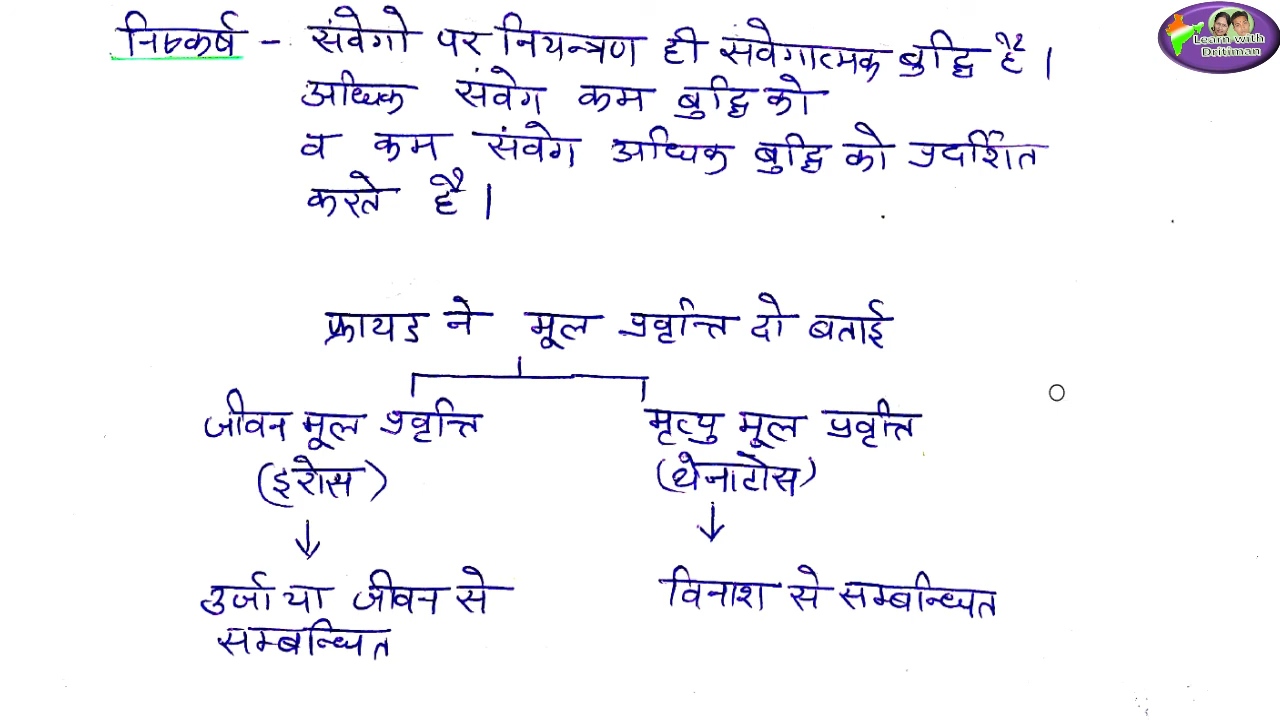 Learn with
Dritiman
निष्कर्ष - संवेगो पर नियन्त्रण ही संवेगात्मक बुद्धि है।
अधिक संवेग कम बुद्धि को
व कम संवेग अधिक बुद्धि को प्रदर्शित
करते है।
फ्रायड ने मूल प्रवृत्ति दो बताई
जीवन मूल प्रवृत्ति मृत्यु मूल प्रवृत्ति
(इरोस) (थेनाटोस)
उर्जा या जीवन से विनाश से सम्बन्धित
सम्बन्धित